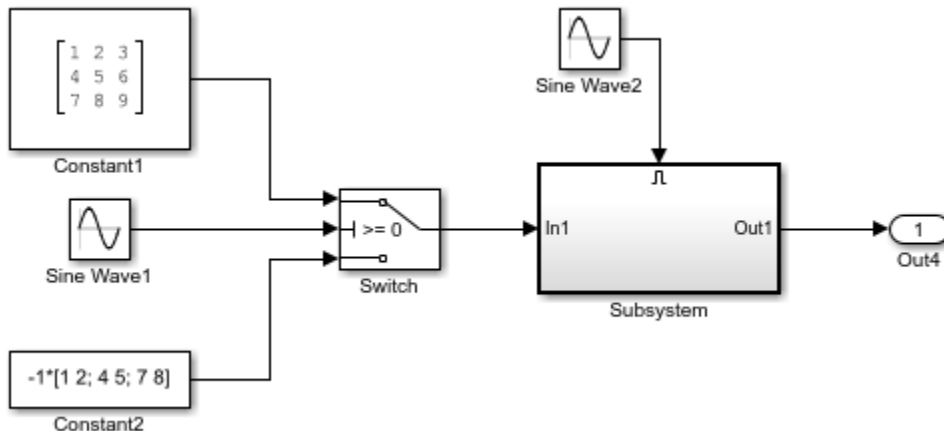 1 2 3
4 5 6
7 8 9
Constant1
Sine Wave2
Sine Wave1
>= 0
Switch
In1
Out1
Subsystem
1
Out4
-1*[1 2; 4 5; 7 8]
Constant2